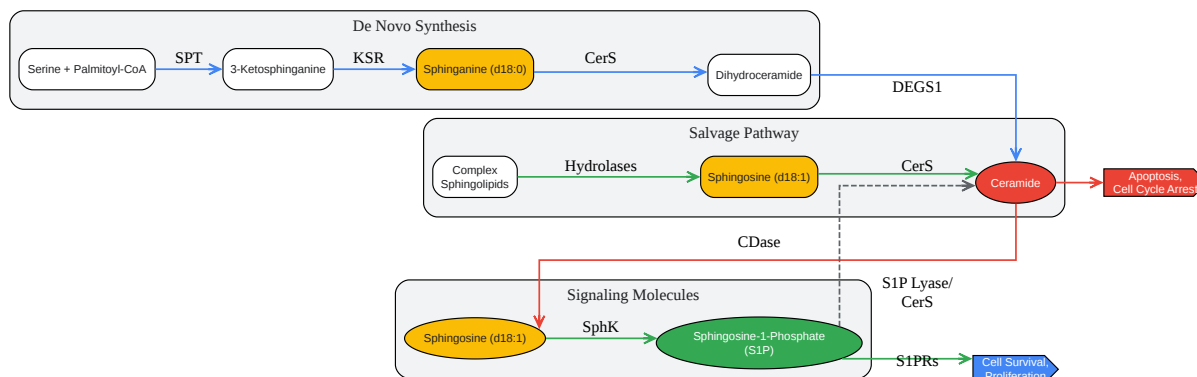 De Novo Synthesis
Serine + Palmitoyl-CoA
SPT
3-Ketosphinganine
KSR
Sphinganine (d18:0)
CerS
Dihydroceramide
DEGS1
Salvage Pathway
Complex
Sphingolipids
Hydrolases
Sphingosine (d18:1)
CerS
Ceramide
Apoptosis,
Cell Cycle Arrest
CDase
S1P Lyase/
CerS
Signaling Molecules
Sphingosine (d18:1)
SphK
Sphingosine-1-Phosphate
(S1P)
S1PRs
Cell Survival,
Proliferation